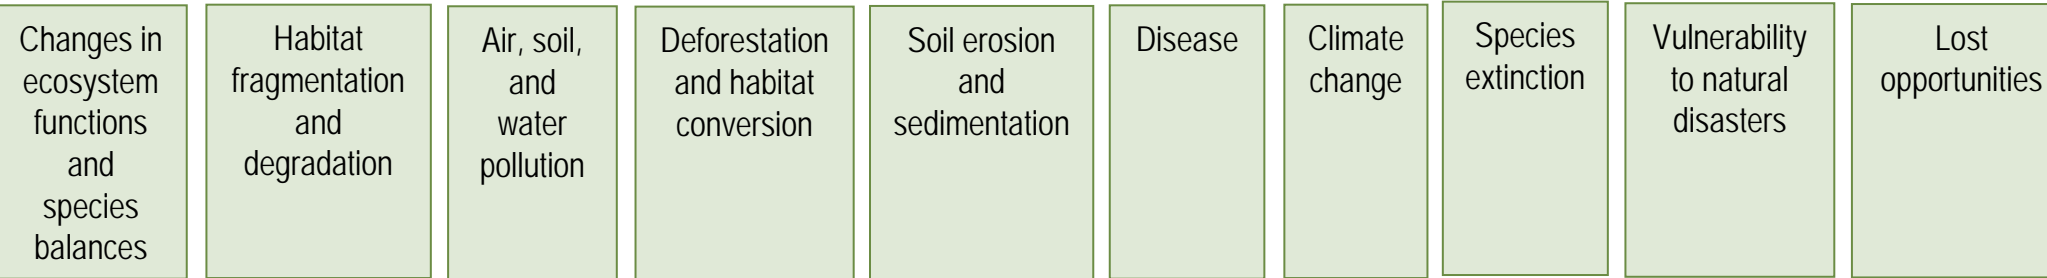 Changes in
ecosystem
functions
and
species
balances
Habitat
fragmentation
and
degradation
Air, soil,
and
water
pollution
Deforestation
and habitat
conversion
Soil erosion
and
sedimentation
Disease
Climate
change
Species
extinction
Vulnerability
to natural
disasters
Lost
opportunities